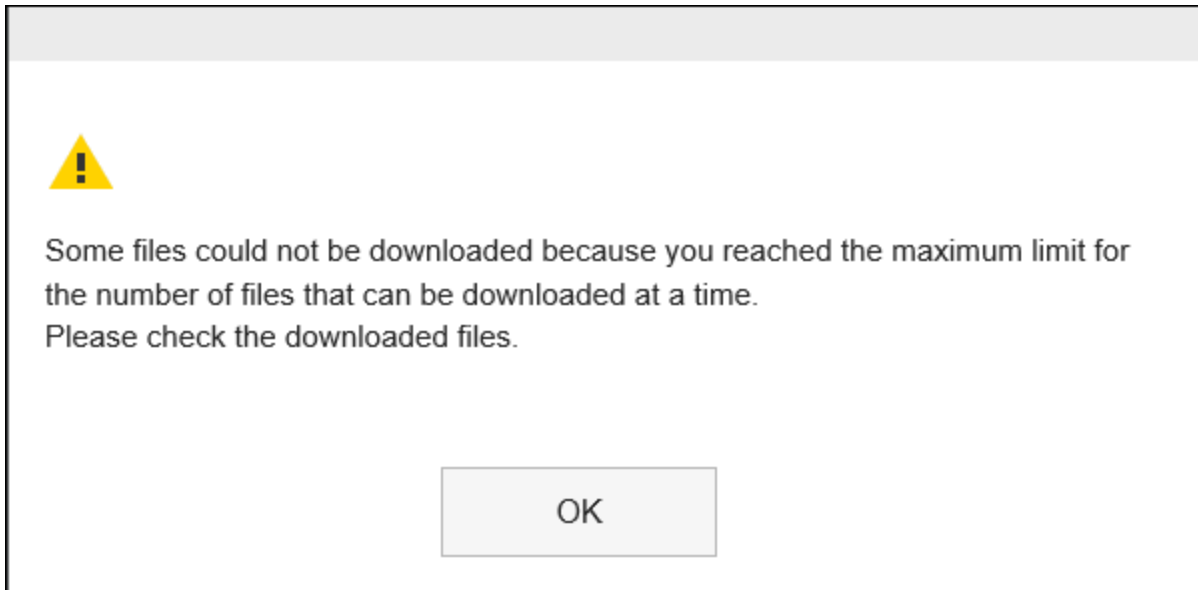 Some files could not be downloaded because you reached the maximum limit for
the number of files that can be downloaded at a time.
Please check the downloaded files.
OK